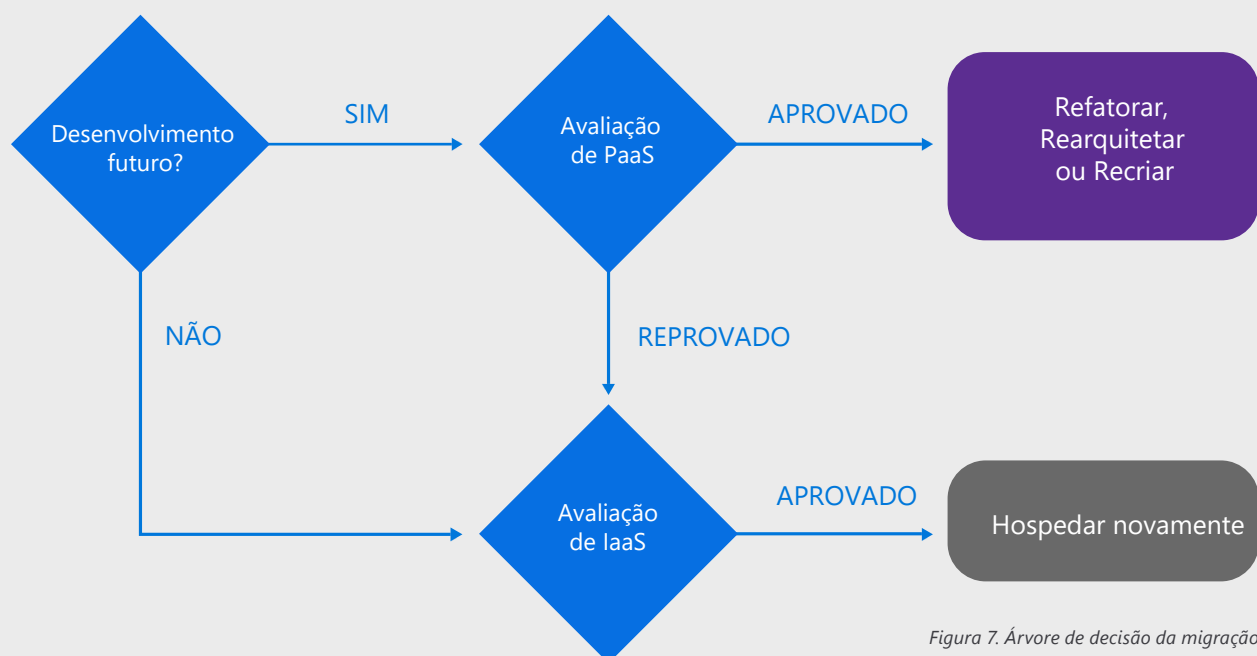 Desenvolvimento
futuro?
SIM
Avaliação
de PaaS
APROVADO
Refatorar,
Rearquitetar
ou Recriar
NÃO
REPROVADO
Avaliação
de IaaS
APROVADO
Hospedar novamente
Figura 7. Árvore de decisão da migração